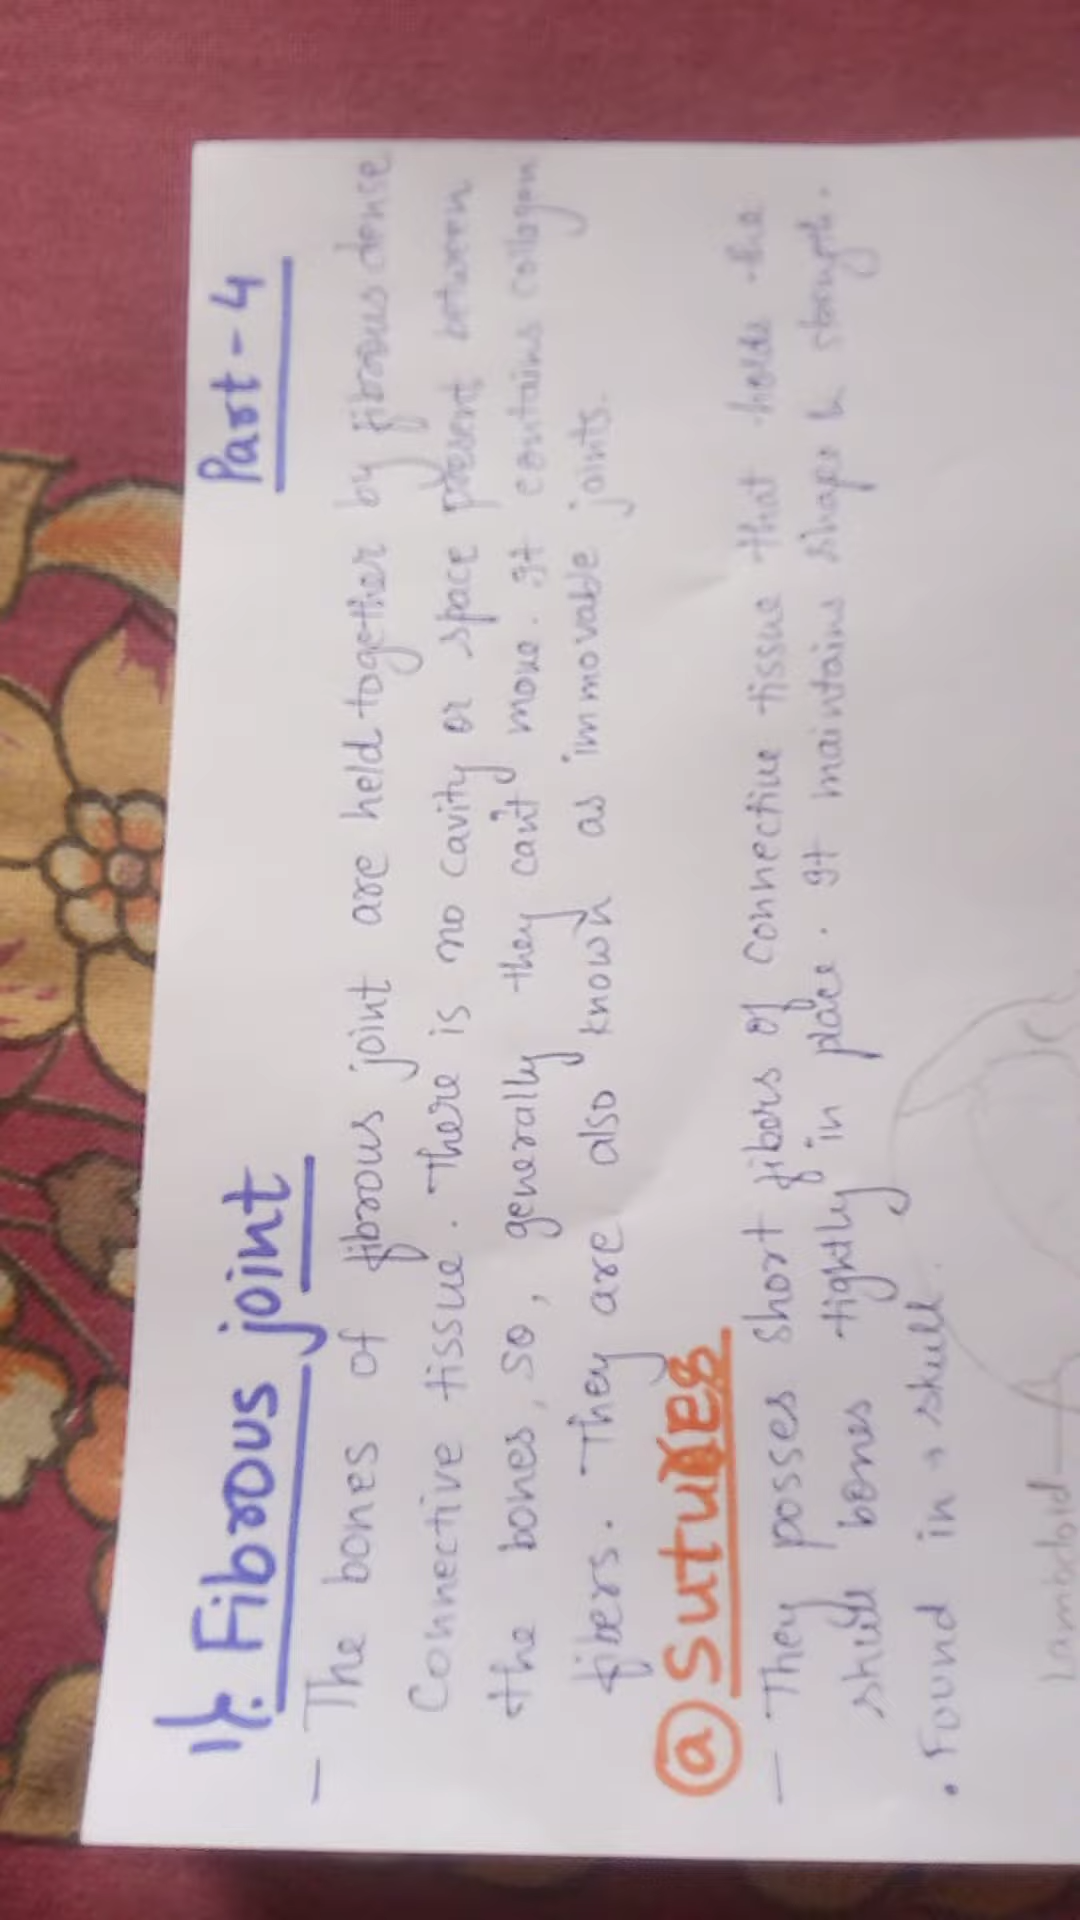 Part-4
1). Fibrous joint
- The bones of fibrous joint are held together by fibrous dense
Connective tissue. There is no cavity or space present between
the bones, so, generally they can't move. It contains collagen
fibers. They are also known as immovable joints.
(a) Sutures
- They posses short fibers of connective tissue that holds the
skull bones tightly in place. It maintains shape & strength.
• Found in → skull.
Lambdoid